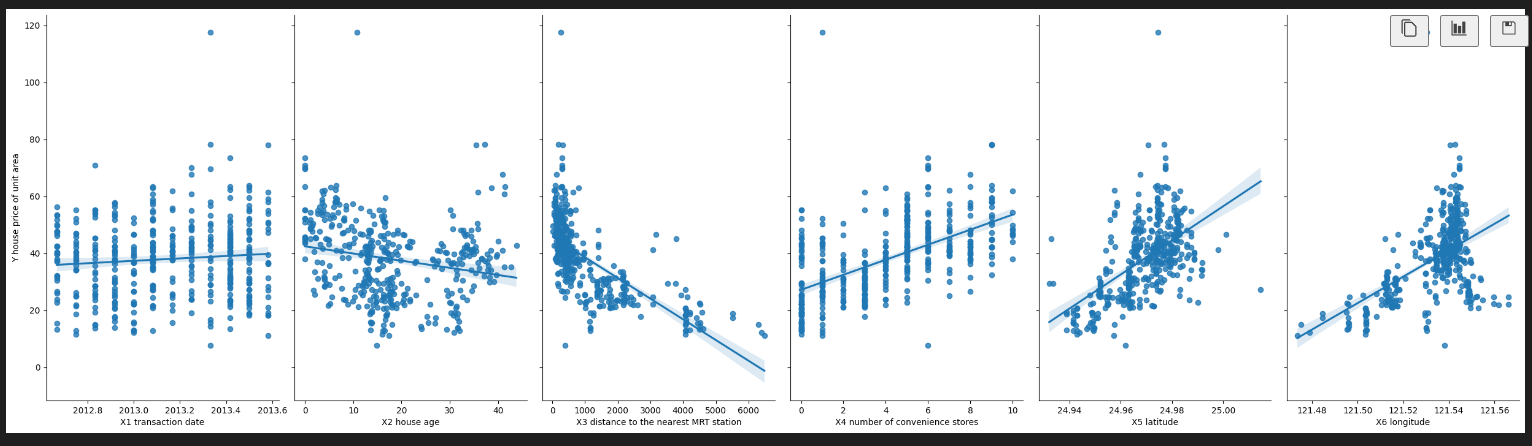 120
100
80
60
40
20
0
Y house price of unit area
2012.8 2013.0 2013.2 2013.4 2013.6
X1 transaction date
0 10 20 30 40
X2 house age
0 1000 2000 3000 4000 5000 6000
X3 distance to the nearest MRT station
0 2 4 6 8 10
X4 number of convenience stores
24.94 24.96 24.98 25.00
X5 latitude
121.48 121.50 121.52 121.54 121.56
X6 longitude